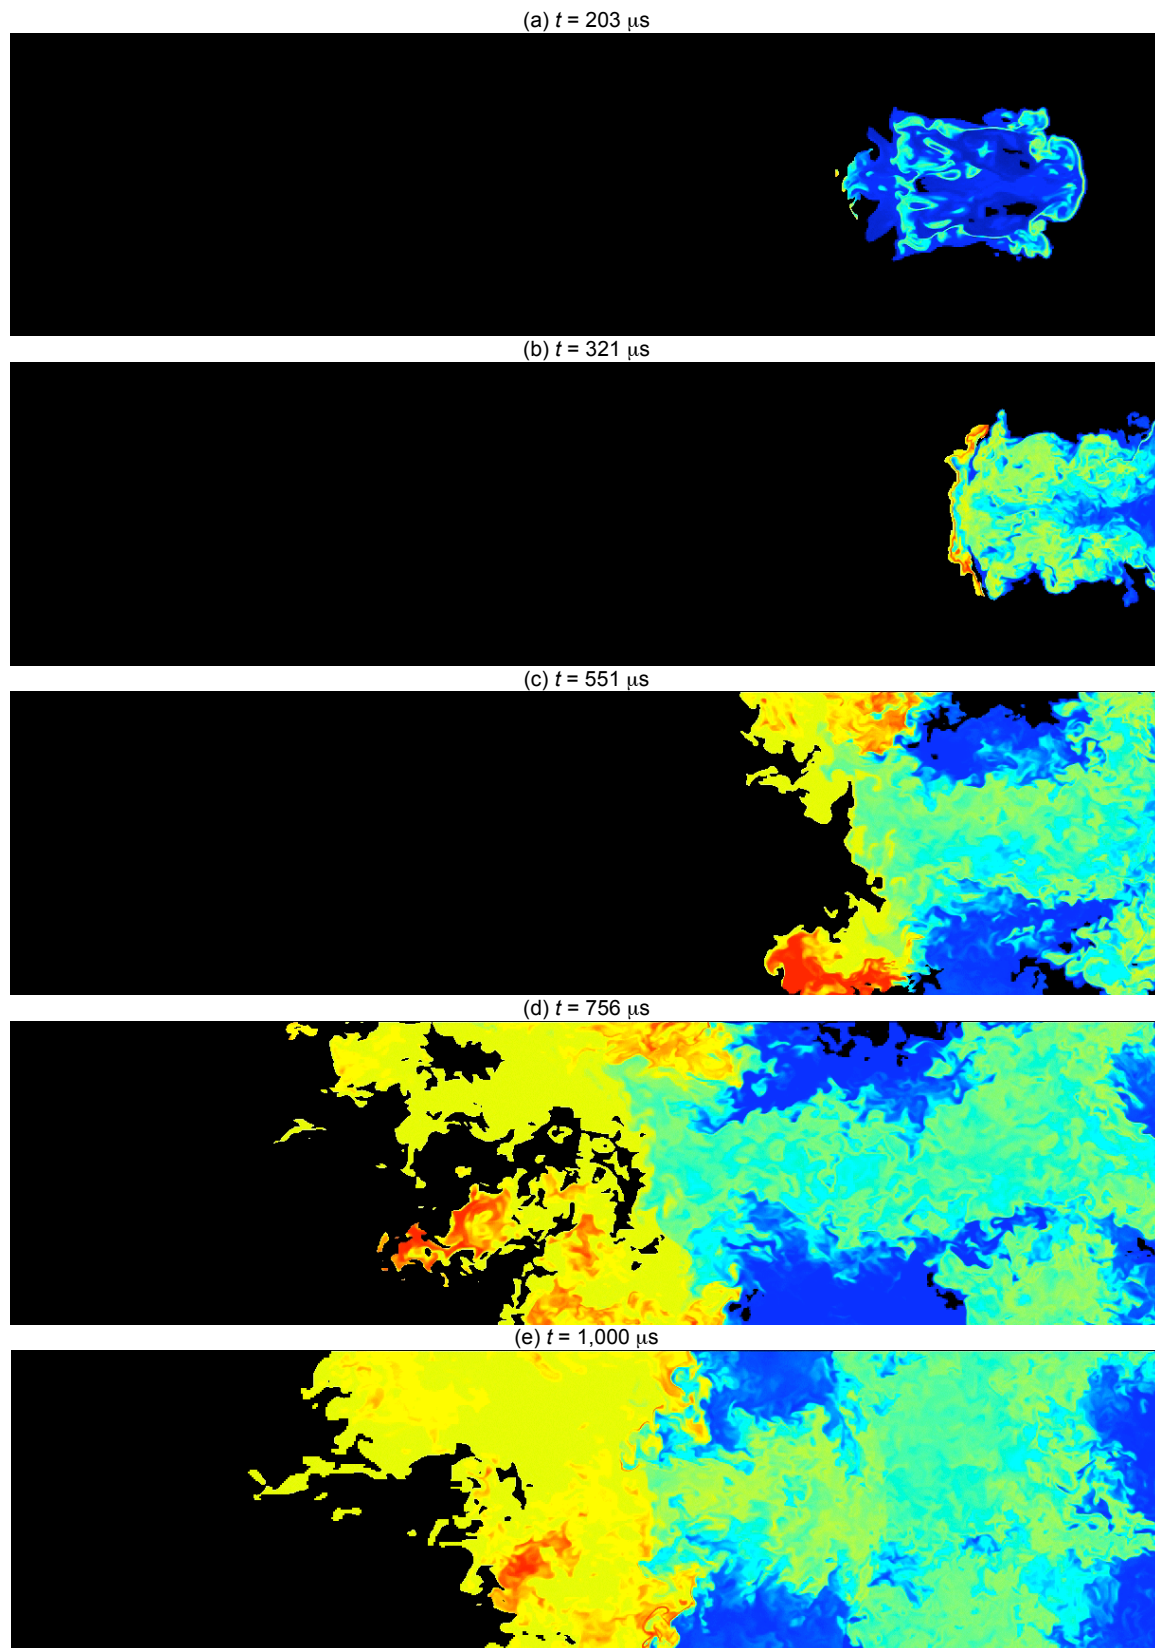 (a) t = 203 μs
(b) t = 321 μs
(c) t = 551 μs
(d) t = 756 μs
(e) t = 1,000 μs